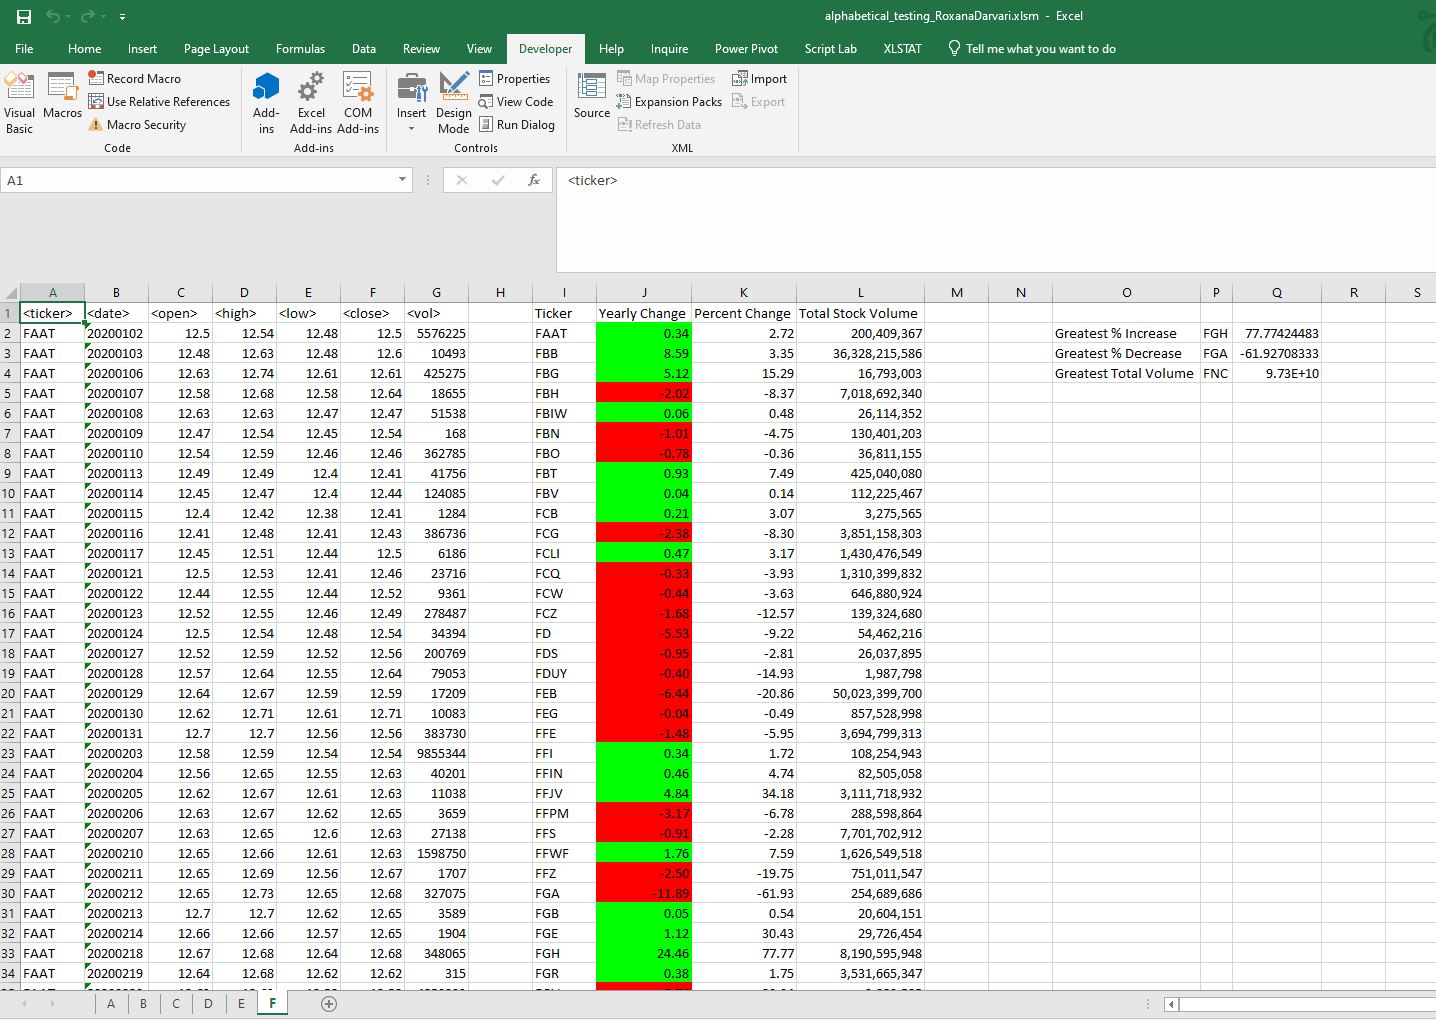 alphabetical_testing_RoxanaDarvari.xlsm - Excel
File Home Insert Page Layout Formulas Data Review View Developer Help Inquire Power Pivot Script Lab XLSTAT Tell me what you want to do
Visual Basic Macros Record Macro Use Relative References Macro Security Code
Add-ins Excel Add-ins COM Add-ins Add-ins
Insert Design Mode Properties View Code Run Dialog Controls
Source Map Properties Expansion Packs Refresh Data Import Export XML
A1 fx <ticker>
A B C D E F G H I J K L M N O P Q R S
1 <ticker> <date> <open> <high> <low> <close> <vol> Ticker Yearly Change Percent Change Total Stock Volume
2 FAAT 20200102 12.5 12.54 12.48 12.5 5576225 FAAT 0.34 2.72 200,409,367 Greatest % Increase FGH 77.77424483
3 FAAT 20200103 12.48 12.63 12.48 12.6 10493 FBB 8.59 3.35 36,328,215,586 Greatest % Decrease FGA -61.92708333
4 FAAT 20200106 12.63 12.74 12.61 12.61 425275 FBG 5.12 15.29 16,793,003 Greatest Total Volume FNC 9.73E+10
5 FAAT 20200107 12.58 12.68 12.58 12.64 18655 FBH -2.02 -8.37 7,018,692,340
6 FAAT 20200108 12.63 12.63 12.47 12.47 51538 FBIW 0.06 0.48 26,114,352
7 FAAT 20200109 12.47 12.54 12.45 12.54 168 FBN -1.01 -4.75 130,401,203
8 FAAT 20200110 12.54 12.59 12.46 12.46 362785 FBO -0.78 -0.36 36,811,155
9 FAAT 20200113 12.49 12.49 12.4 12.41 41756 FBT 0.93 7.49 425,040,080
10 FAAT 20200114 12.45 12.47 12.4 12.44 124085 FBV 0.04 0.14 112,225,467
11 FAAT 20200115 12.4 12.42 12.38 12.41 1284 FCB 0.21 3.07 3,275,565
12 FAAT 20200116 12.41 12.48 12.41 12.43 386736 FCG -2.38 -8.30 3,851,158,303
13 FAAT 20200117 12.45 12.51 12.44 12.5 6186 FCLI 0.47 3.17 1,430,476,549
14 FAAT 20200121 12.5 12.53 12.41 12.46 23716 FCQ -0.33 -3.93 1,310,399,832
15 FAAT 20200122 12.44 12.55 12.44 12.52 9361 FCW -0.44 -3.63 646,880,924
16 FAAT 20200123 12.52 12.55 12.46 12.49 278487 FCZ -1.68 -12.57 139,324,680
17 FAAT 20200124 12.5 12.54 12.48 12.54 34394 FD -5.53 -9.22 54,462,216
18 FAAT 20200127 12.52 12.59 12.52 12.56 200769 FDS -0.95 -2.81 26,037,895
19 FAAT 20200128 12.57 12.64 12.55 12.64 79053 FDUY -0.40 -14.93 1,987,798
20 FAAT 20200129 12.64 12.67 12.59 12.59 17209 FEB -6.44 -20.86 50,023,399,700
21 FAAT 20200130 12.62 12.71 12.61 12.71 10083 FEG -0.04 -0.49 857,528,998
22 FAAT 20200131 12.7 12.7 12.56 12.56 383730 FFE -1.48 -5.95 3,694,799,313
23 FAAT 20200203 12.58 12.59 12.54 12.54 9855344 FFI 0.34 1.72 108,254,943
24 FAAT 20200204 12.56 12.65 12.55 12.63 40201 FFIN 0.46 4.74 82,505,058
25 FAAT 20200205 12.62 12.67 12.61 12.63 11038 FFJV 4.84 34.18 3,111,718,932
26 FAAT 20200206 12.63 12.67 12.62 12.65 3659 FFPM -3.17 -6.78 288,598,864
27 FAAT 20200207 12.63 12.65 12.6 12.63 27138 FFS -0.91 -2.28 7,701,702,912
28 FAAT 20200210 12.65 12.66 12.61 12.63 1598750 FFWF 1.76 7.59 1,626,549,518
29 FAAT 20200211 12.65 12.69 12.56 12.67 1707 FFZ -2.50 -19.75 751,011,547
30 FAAT 20200212 12.65 12.73 12.65 12.68 327075 FGA -11.89 -61.93 254,689,686
31 FAAT 20200213 12.7 12.7 12.62 12.65 3589 FGB 0.05 0.54 20,604,151
32 FAAT 20200214 12.66 12.66 12.57 12.65 1904 FGE 1.12 30.43 29,726,454
33 FAAT 20200218 12.67 12.68 12.64 12.68 348065 FGH 24.46 77.77 8,190,595,948
34 FAAT 20200219 12.64 12.68 12.62 12.62 315 FGR 0.38 1.75 3,531,665,347
A B C D E F